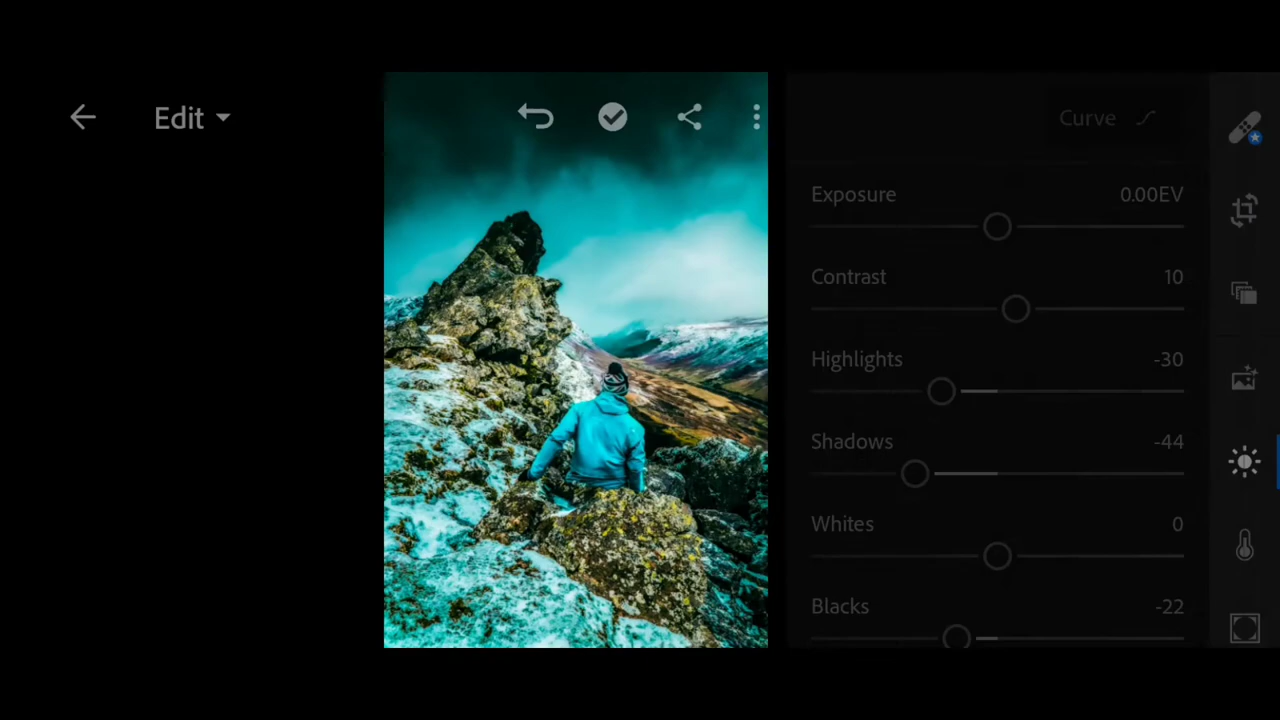 Edit
Curve
Exposure 0.00EV
Contrast 10
Highlights -30
Shadows -44
Whites 0
Blacks -22